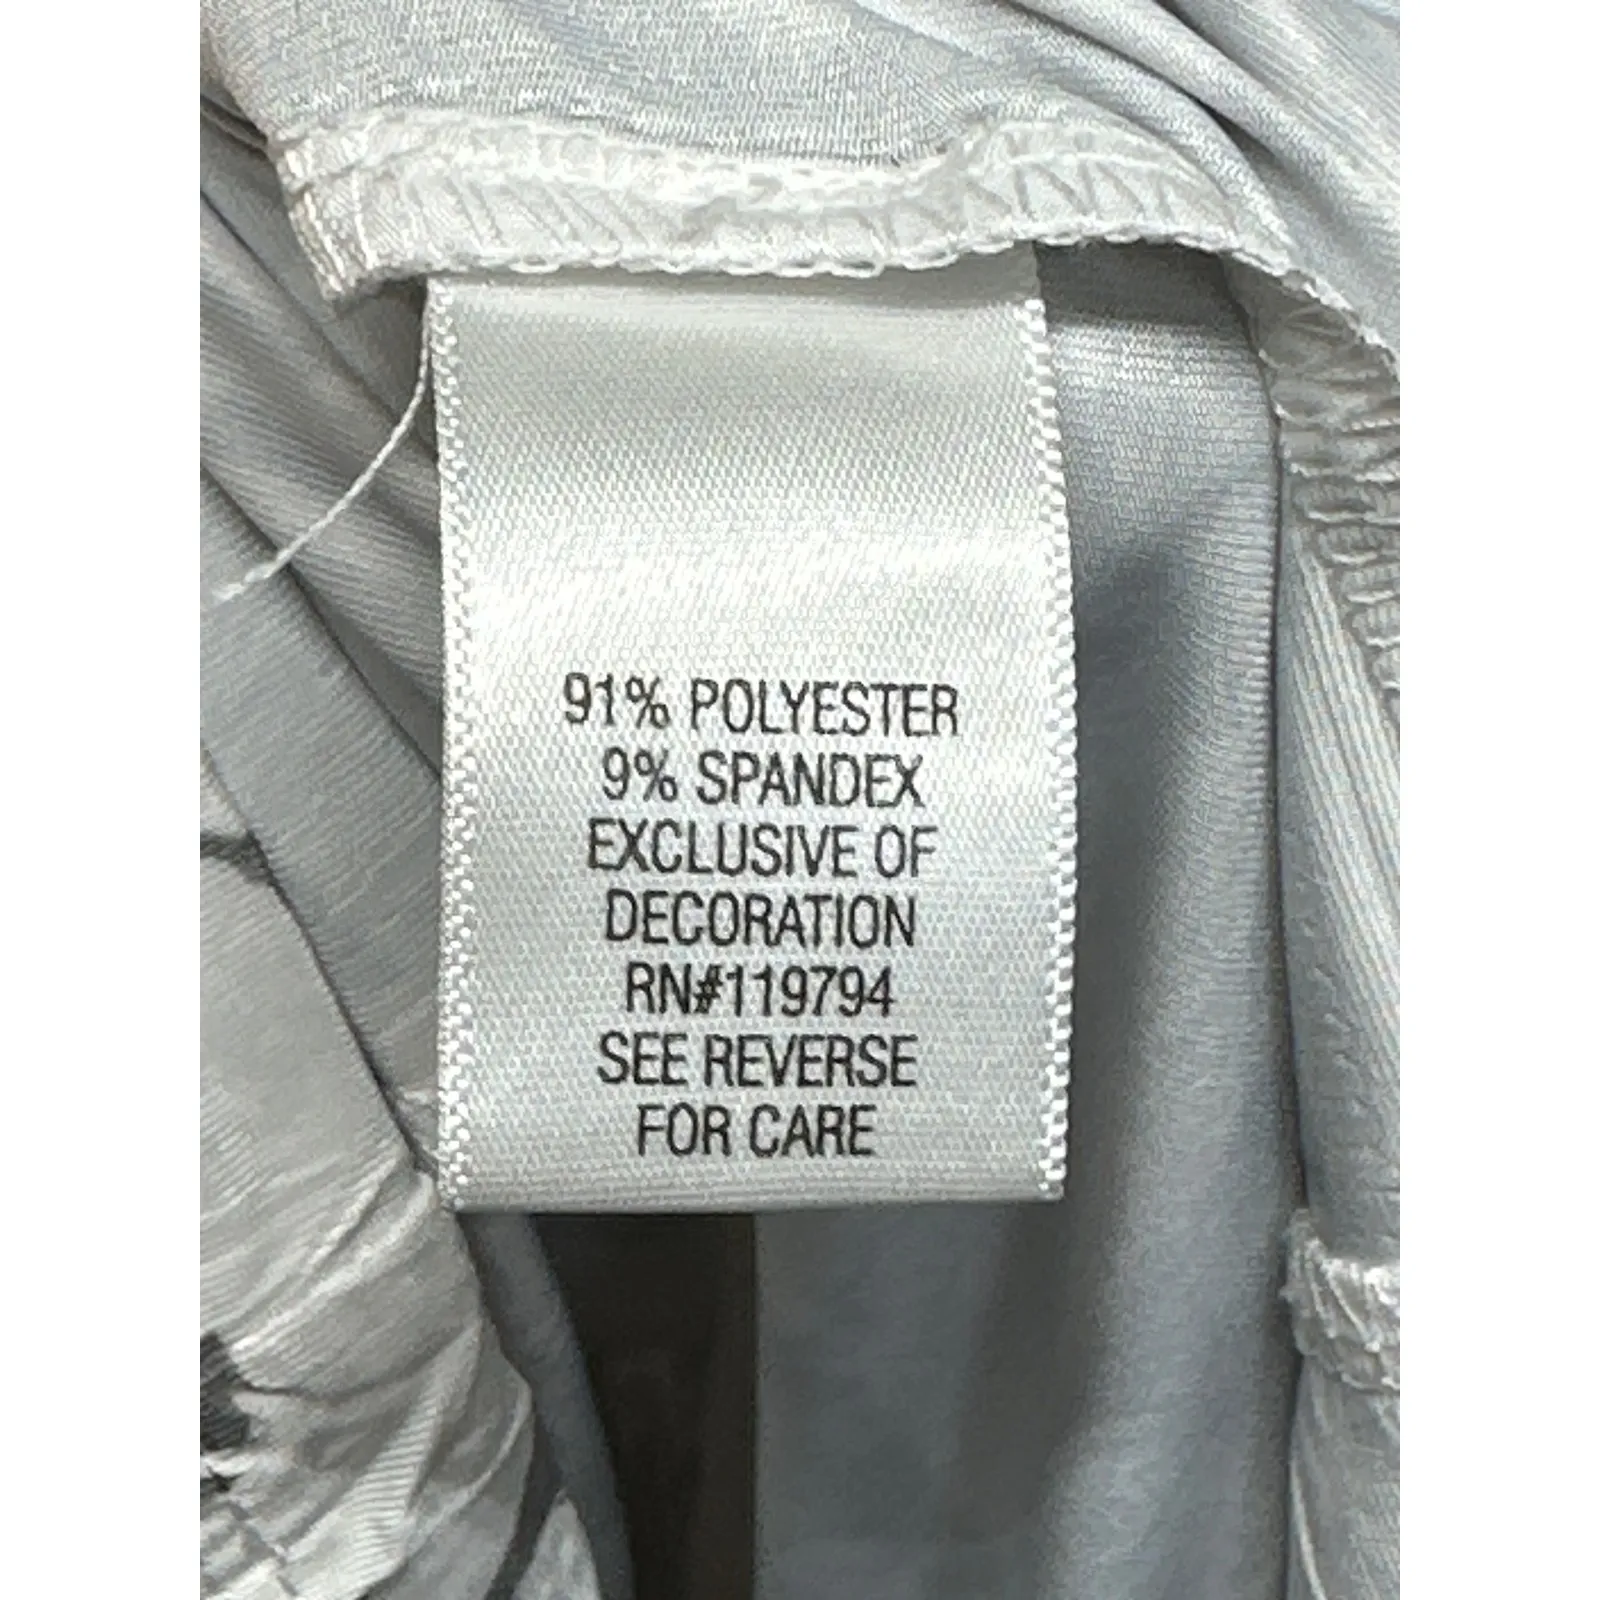 91% POLYESTER
9% SPANDEX
EXCLUSIVE OF
DECORATION
RN#119794
SEE REVERSE
FOR CARE